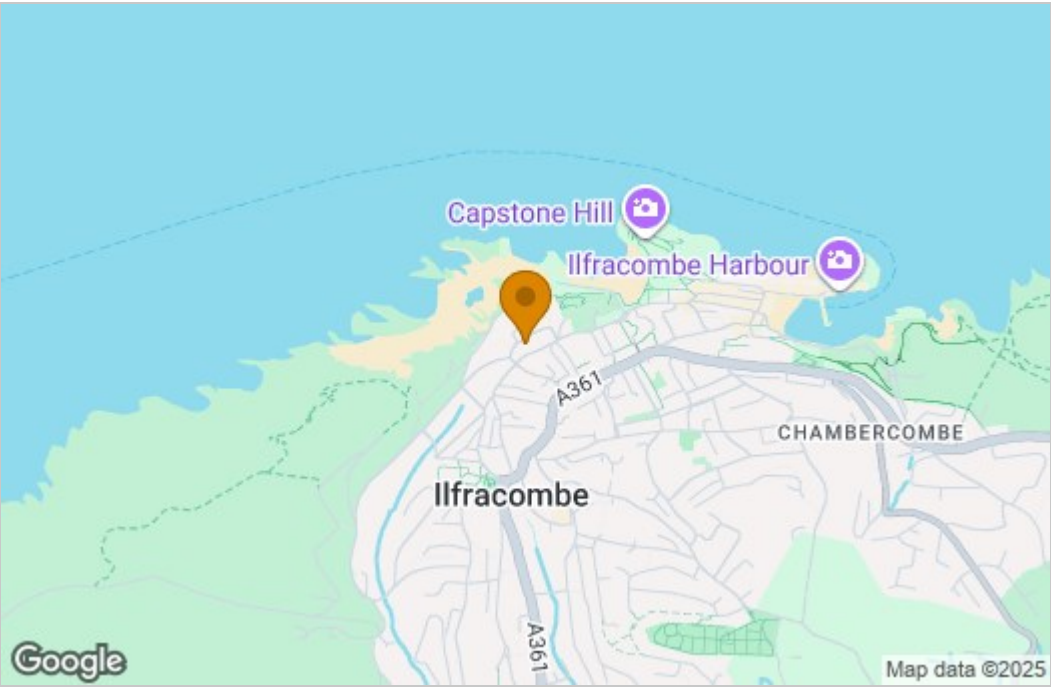 Capstone Hill
Ilfracombe Harbour
A361
CHAMBERCOMBE
Ilfracombe
A361
Google
Map data ©2025